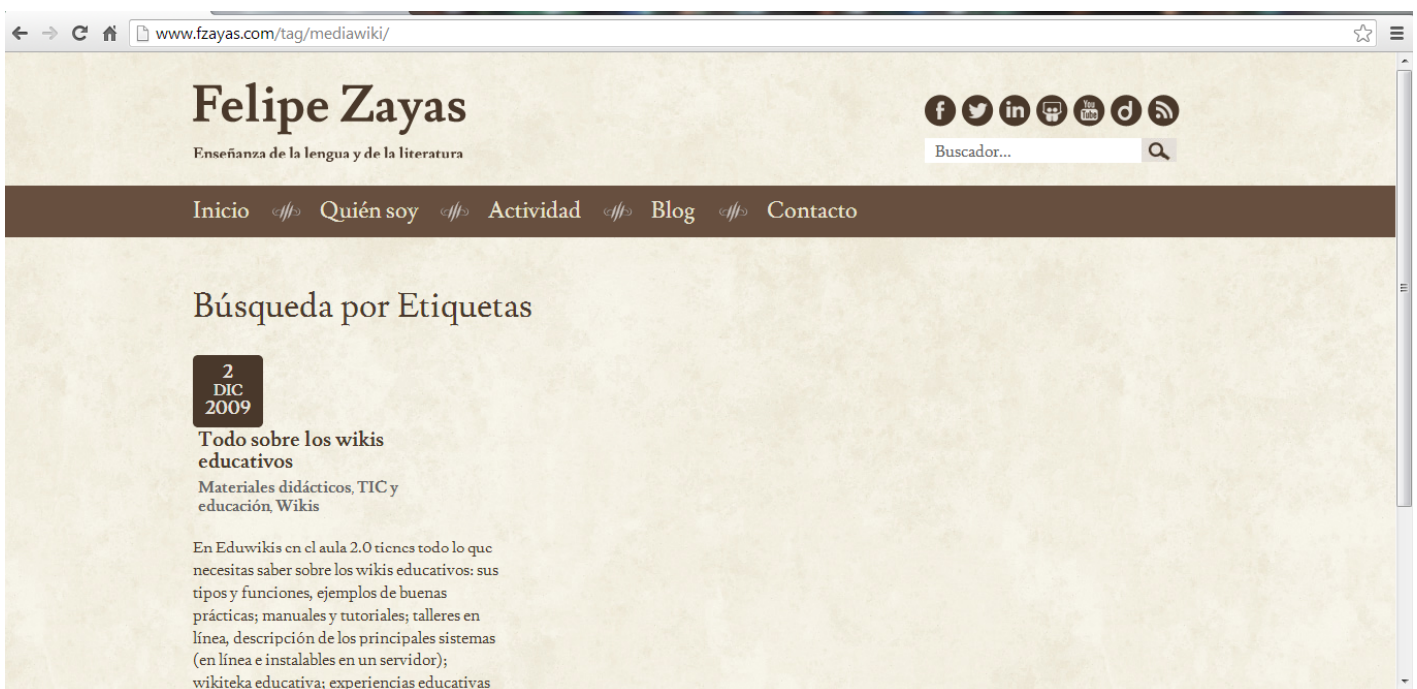 www.fzayas.com/tag/mediawiki/
Felipe Zayas
Enseñanza de la lengua y de la literatura
You
Tube
Buscador...
Inicio Quién soy Actividad Blog Contacto
Búsqueda por Etiquetas
2
DIC
2009
Todo sobre los wikis
educativos
Materiales didácticos, TIC y
educación, Wikis
En Eduwikis en el aula 2.0 tienes todo lo que
necesitas saber sobre los wikis educativos: sus
tipos y funciones, ejemplos de buenas
prácticas; manuales y tutoriales; talleres en
línea, descripción de los principales sistemas
(en línea e instalables en un servidor);
wikiteka educativa; experiencias educativas